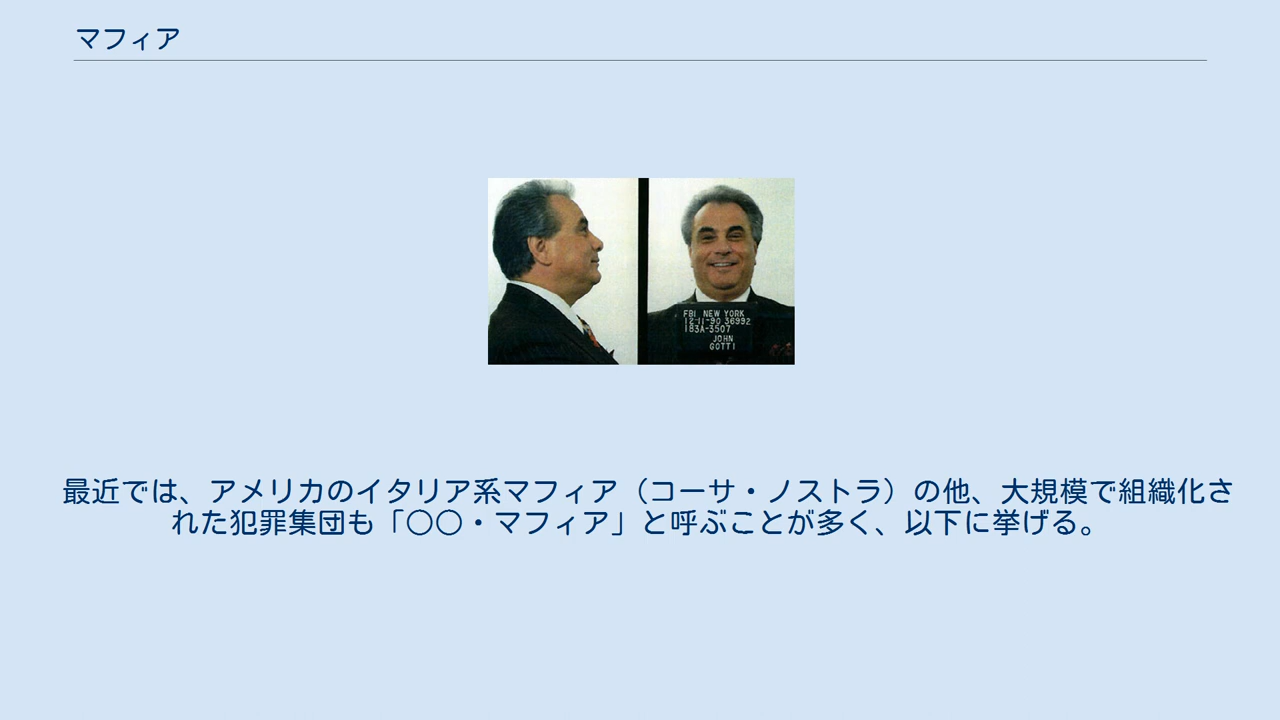 マフィア
FBI NEW YORK
12-11-90 36992
183A-3507
JOHN
GOTTI
最近では、アメリカのイタリア系マフィア（コーサ・ノストラ）の他、大規模で組織化さ
れた犯罪集団も「〇〇・マフィア」と呼ぶことが多く、以下に挙げる。